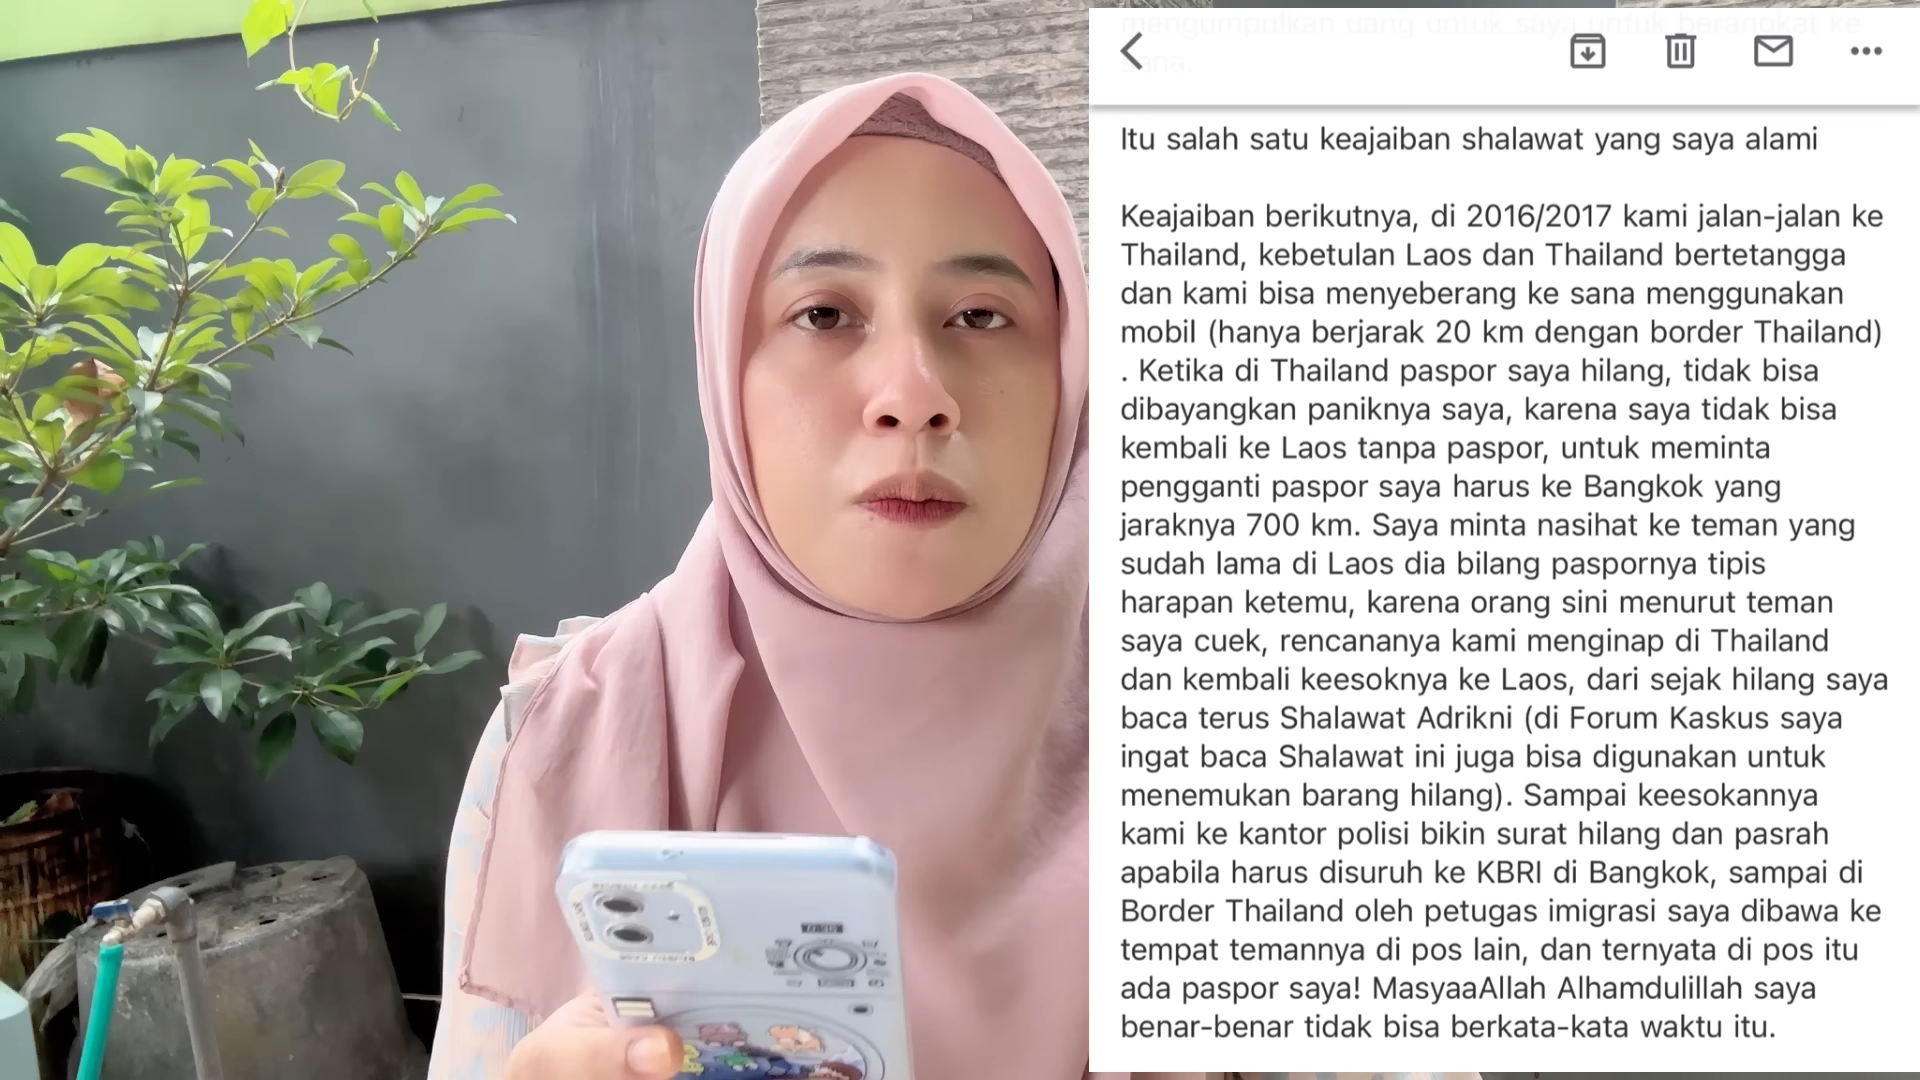 mengumpulkan uang untuk saya untuk berangkat ke
sana.
Itu salah satu keajaiban shalawat yang saya alami
Keajaiban berikutnya, di 2016/2017 kami jalan-jalan ke
Thailand, kebetulan Laos dan Thailand bertetangga
dan kami bisa menyeberang ke sana menggunakan
mobil (hanya berjarak 20 km dengan border Thailand)
. Ketika di Thailand paspor saya hilang, tidak bisa
dibayangkan paniknya saya, karena saya tidak bisa
kembali ke Laos tanpa paspor, untuk meminta
pengganti paspor saya harus ke Bangkok yang
jaraknya 700 km. Saya minta nasihat ke teman yang
sudah lama di Laos dia bilang paspornya tipis
harapan ketemu, karena orang sini menurut teman
saya cuek, rencananya kami menginap di Thailand
dan kembali keesoknya ke Laos, dari sejak hilang saya
baca terus Shalawat Adrikni (di Forum Kaskus saya
ingat baca Shalawat ini juga bisa digunakan untuk
menemukan barang hilang). Sampai keesokannya
kami ke kantor polisi bikin surat hilang dan pasrah
apabila harus disuruh ke KBRI di Bangkok, sampai di
Border Thailand oleh petugas imigrasi saya dibawa ke
tempat temannya di pos lain, dan ternyata di pos itu
ada paspor saya! MasyaaAllah Alhamdulillah saya
benar-benar tidak bisa berkata-kata waktu itu.